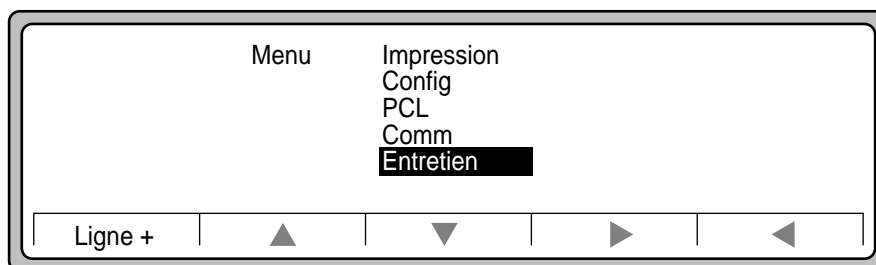 Menu Impression
Config
PCL
Comm
Entretien
Ligne +